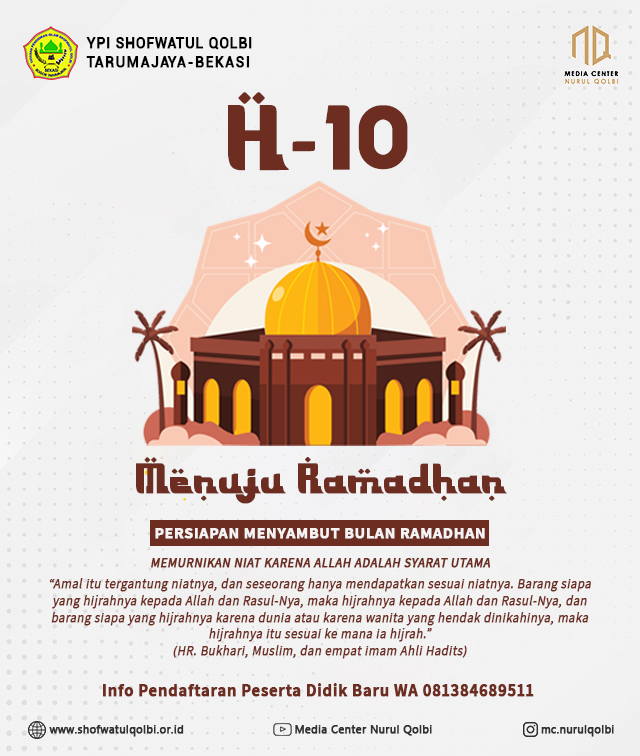 YPI SHOFWATUL QOLBI
TARUMAJAYA-BEKASI
MEDIA CENTER
NURUL QOLBI
H-10
Menuju Ramadhan
PERSIAPAN MENYAMBUT BULAN RAMADHAN
MEMURNIKAN NIAT KARENA ALLAH ADALAH SYARAT UTAMA
“Amal itu tergantung niatnya, dan seseorang hanya mendapatkan sesuai niatnya. Barang siapa
yang hijrahnya kepada Allah dan Rasul-Nya, maka hijrahnya kepada Allah dan Rasul-Nya, dan
barang siapa yang hijrahnya karena dunia atau karena wanita yang hendak dinikahinya, maka
hijrahnya itu sesuai ke mana ia hijrah.”
(HR. Bukhari, Muslim, dan empat imam Ahli Hadits)
Info Pendaftaran Peserta Didik Baru WA 081384689511
www.shofwatulqolbi.or.id
Media Center Nurul Qolbi
mc.nurulqolbi